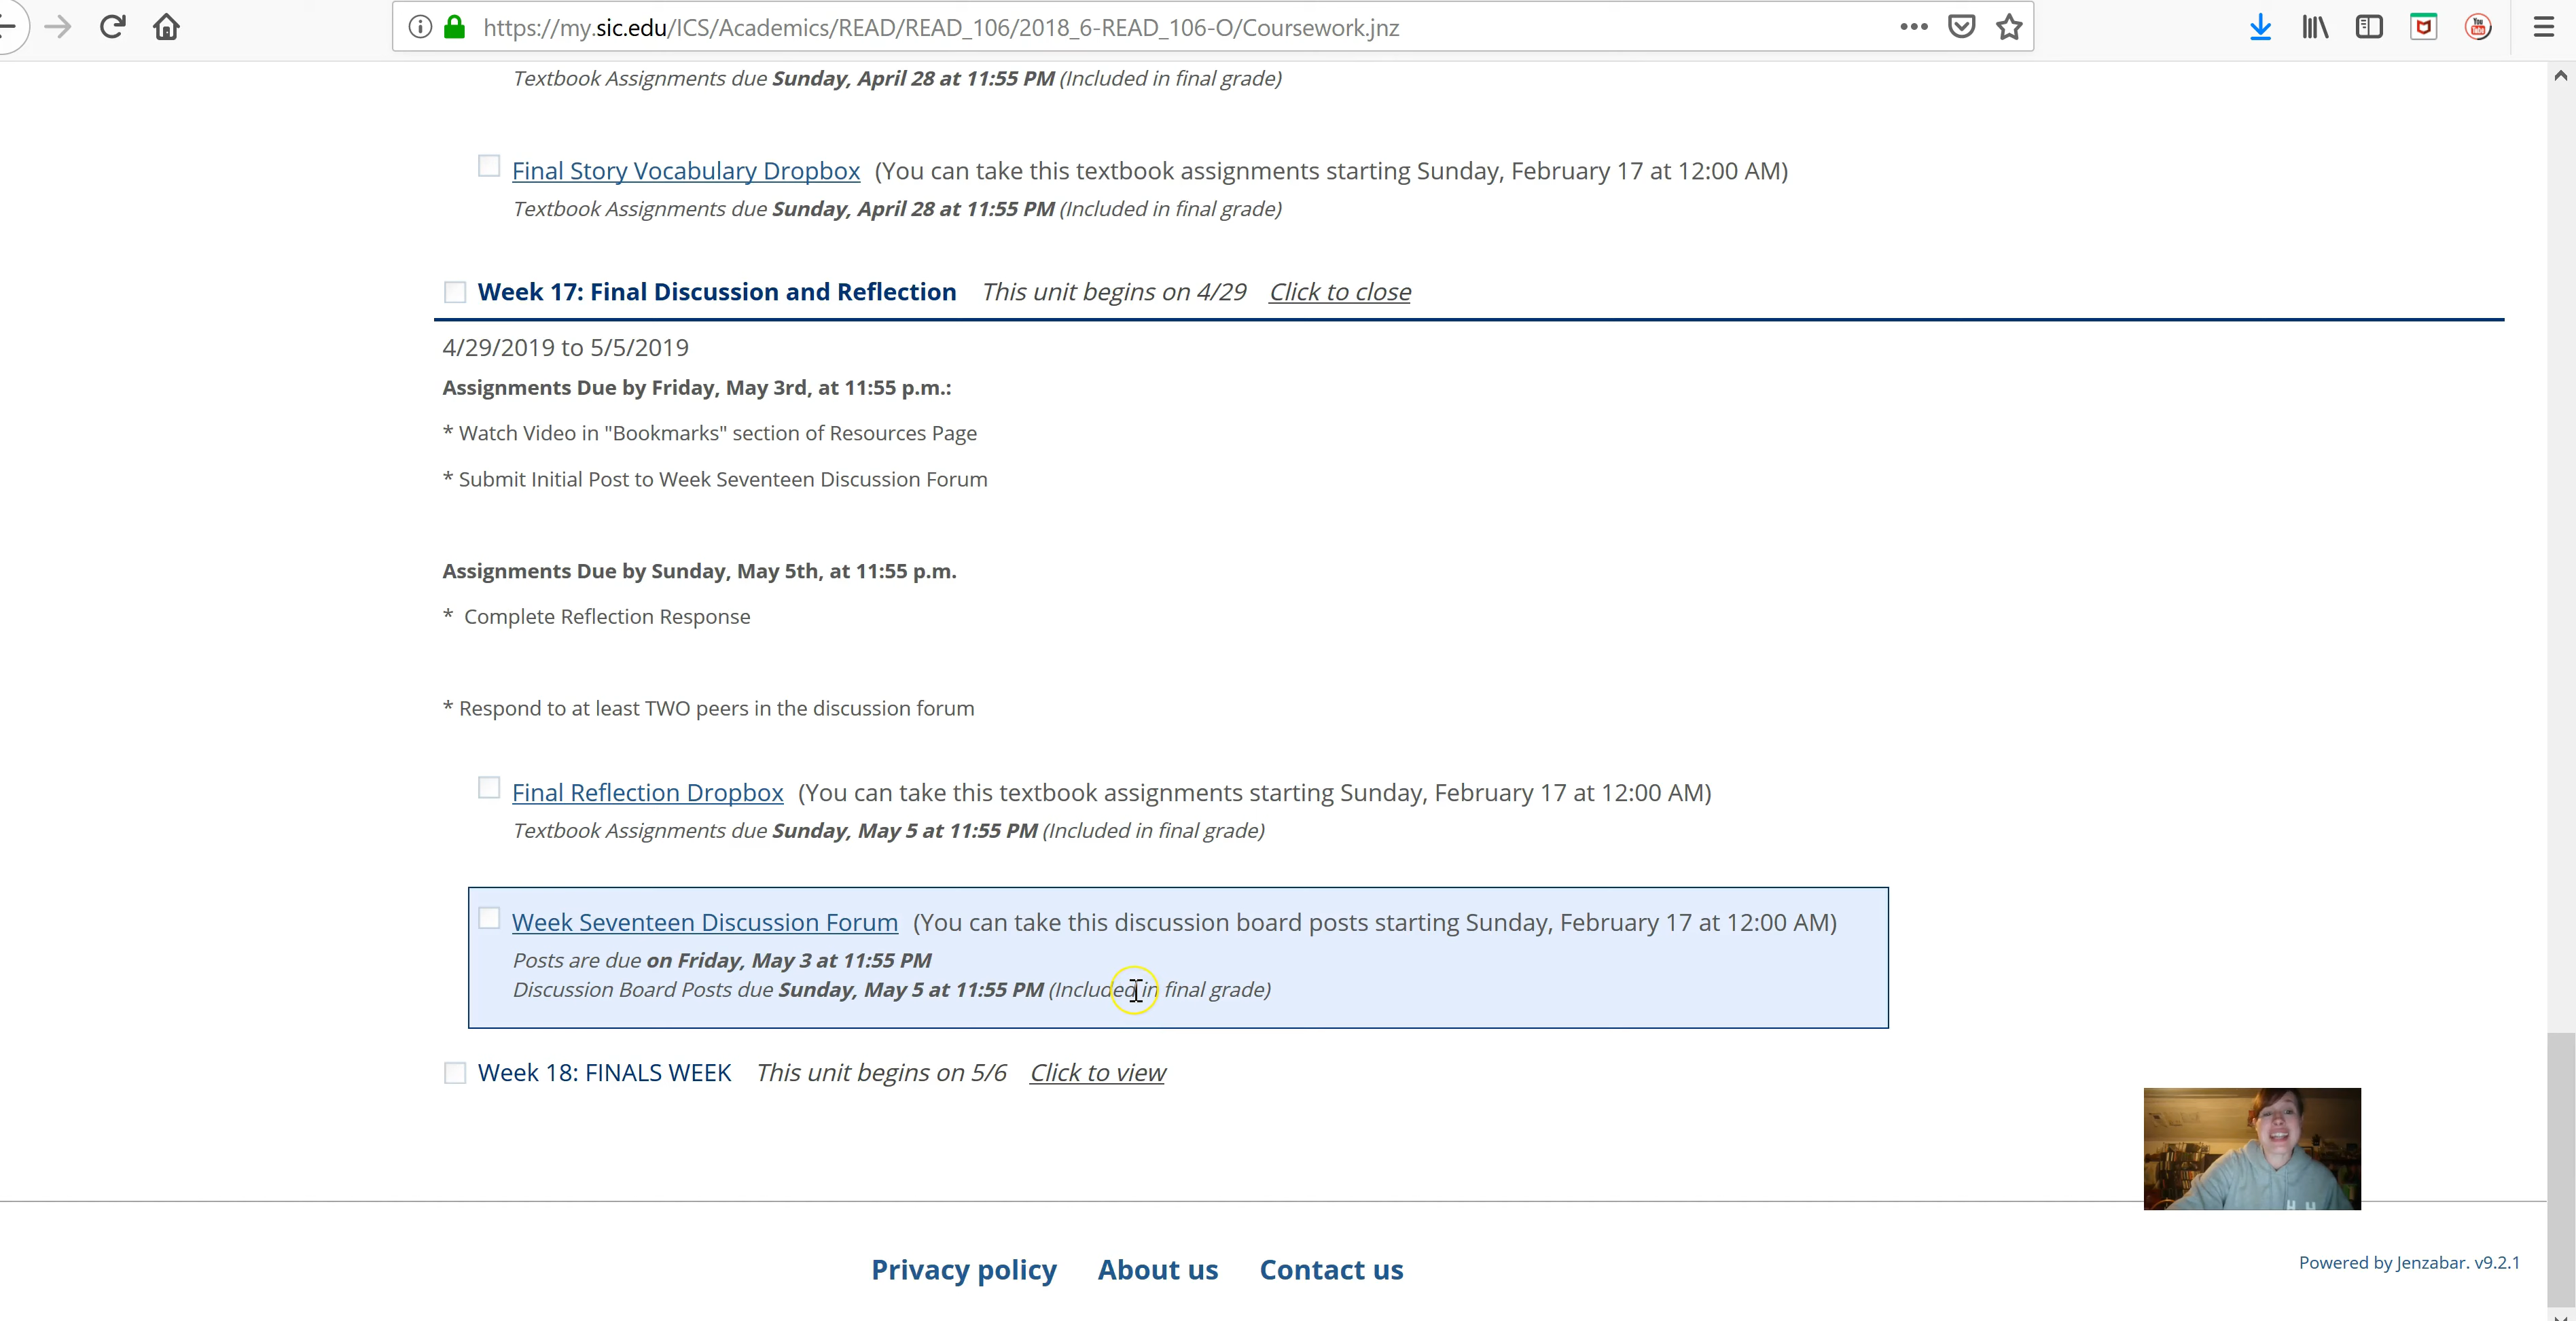 https://my.sic.edu/ICS/Academics/READ/READ_106/2018_6-READ_106-O/Coursework.jnz
Textbook Assignments due Sunday, April 28 at 11:55 PM (Included in final grade)
Final Story Vocabulary Dropbox (You can take this textbook assignments starting Sunday, February 17 at 12:00 AM)
Textbook Assignments due Sunday, April 28 at 11:55 PM (Included in final grade)
Week 17: Final Discussion and Reflection This unit begins on 4/29 Click to close
4/29/2019 to 5/5/2019
Assignments Due by Friday, May 3rd, at 11:55 p.m.:
* Watch Video in "Bookmarks" section of Resources Page
* Submit Initial Post to Week Seventeen Discussion Forum
Assignments Due by Sunday, May 5th, at 11:55 p.m.
* Complete Reflection Response
* Respond to at least TWO peers in the discussion forum
Final Reflection Dropbox (You can take this textbook assignments starting Sunday, February 17 at 12:00 AM)
Textbook Assignments due Sunday, May 5 at 11:55 PM (Included in final grade)
Week Seventeen Discussion Forum (You can take this discussion board posts starting Sunday, February 17 at 12:00 AM)
Posts are due on Friday, May 3 at 11:55 PM
Discussion Board Posts due Sunday, May 5 at 11:55 PM (Included in final grade)
Week 18: FINALS WEEK This unit begins on 5/6 Click to view
Privacy policy About us Contact us
Powered by Jenzabar. v9.2.1